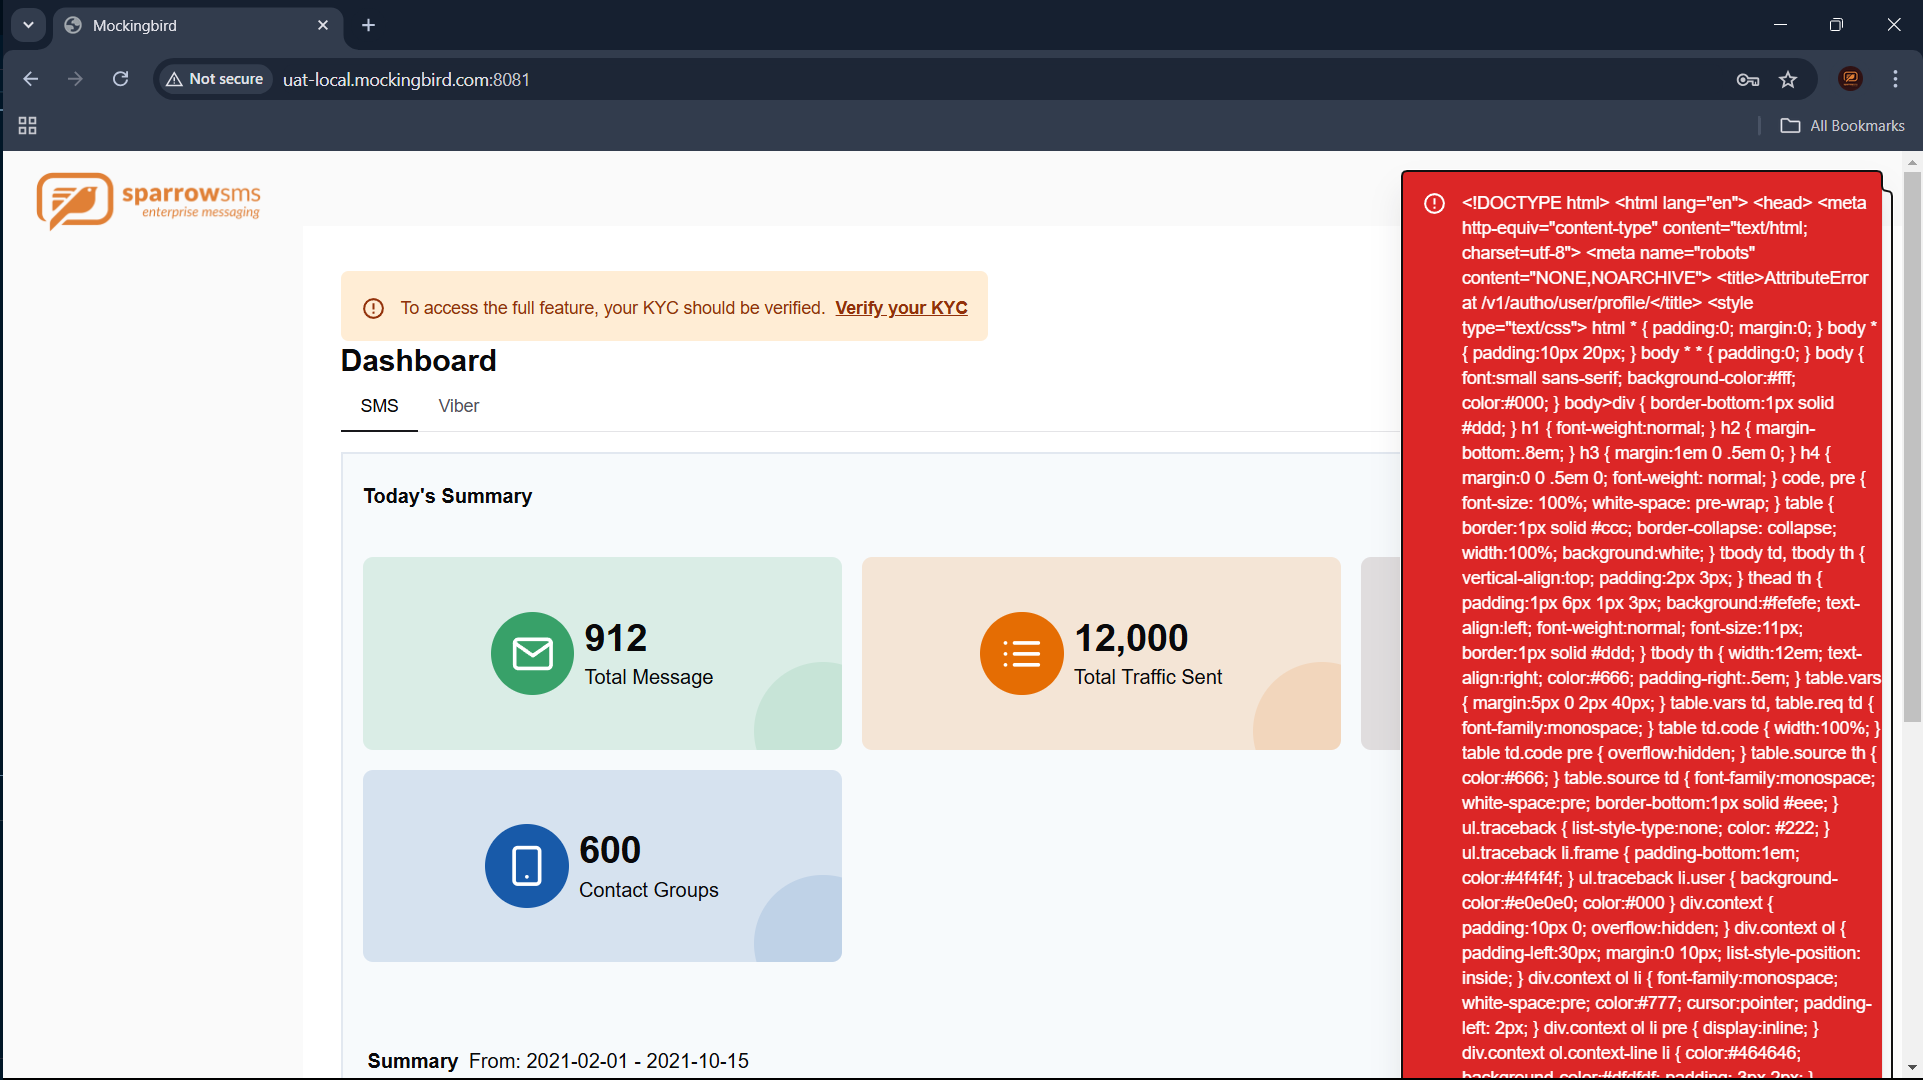 Mockingbird
Not secure
uat-local.mockingbird.com:8081
All Bookmarks
sparrowsms
enterprise messaging
To access the full feature, your KYC should be verified. Verify your KYC
Dashboard
SMS
Viber
Today's Summary
912
Total Message
12,000
Total Traffic Sent
600
Contact Groups
Summary From: 2021-02-01 - 2021-10-15
<!DOCTYPE html> <html lang="en"> <head> <meta
http-equiv="content-type" content="text/html;
charset=utf-8"> <meta name="robots"
content="NONE,NOARCHIVE"> <title>AttributeError
at /v1/autho/user/profile/</title> <style
type="text/css"> html * { padding:0; margin:0; } body *
{ padding:10px 20px; } body * * { padding:0; } body {
font:small sans-serif; background-color:#fff;
color:#000; } body>div { border-bottom:1px solid
#ddd; } h1 { font-weight:normal; } h2 { margin-
bottom:.8em; } h3 { margin:1em 0 .5em 0; } h4 {
margin:0 0 .5em 0; font-weight: normal; } code, pre {
font-size: 100%; white-space: pre-wrap; } table {
border:1px solid #ccc; border-collapse: collapse;
width:100%; background:white; } tbody td, tbody th {
vertical-align:top; padding:2px 3px; } thead th {
padding:1px 6px 1px 3px; background:#fefefe; text-
align:left; font-weight:normal; font-size:11px;
border:1px solid #ddd; } tbody th { width:12em; text-
align:right; color:#666; padding-right:.5em; } table.vars
{ margin:5px 0 2px 40px; } table.vars td, table.req td {
font-family:monospace; } table td.code { width:100%; }
table td.code pre { overflow:hidden; } table.source th {
color:#666; } table.source td { font-family:monospace;
white-space:pre; border-bottom:1px solid #eee; }
ul.traceback { list-style-type:none; color: #222; }
ul.traceback li.frame { padding-bottom:1em;
color:#4f4f4f; } ul.traceback li.user { background-
color:#e0e0e0; color:#000 } div.context {
padding:10px 0; overflow:hidden; } div.context ol {
padding-left:30px; margin:0 10px; list-style-position:
inside; } div.context ol li { font-family:monospace;
white-space:pre; color:#777; cursor:pointer; padding-
left: 2px; } div.context ol li pre { display:inline; }
div.context ol.context-line li { color:#464646;
background-color:#dfdfdf; padding: 3px 2px; }